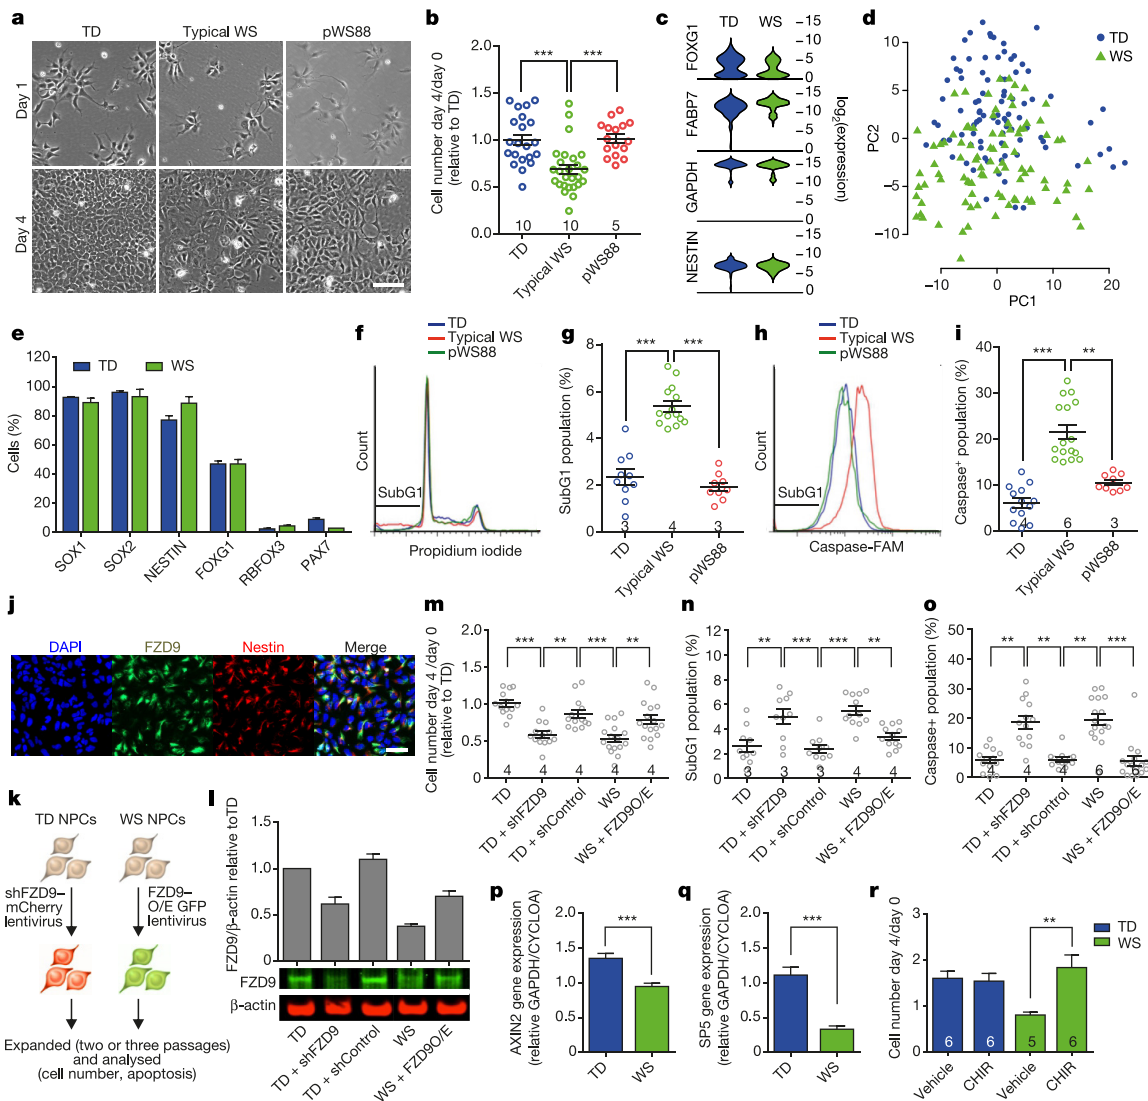 a
TD
Typical WS
pWS88
Day 1
Day 4
b
Cell number day 4/day 0
(relative to TD)
2.0
1.5
1.0
0.5
0.0
***
***
10
10
5
TD
Typical WS
pWS88
c
TD
WS
FOXG1
15
10
5
0
FABP7
15
10
5
0
GAPDH
15
10
5
0
NESTIN
15
10
5
0
log2(expression)
d
TD
WS
PC2
10
5
0
−5
−10
−10
0
10
20
PC1
e
TD
WS
Cells (%)
120
100
80
60
40
20
0
SOX1
SOX2
NESTIN
FOXG1
RBFOX3
PAX7
f
TD
Typical WS
pWS88
Count
SubG1
Propidium iodide
g
SubG1 population (%)
8
6
4
2
0
***
***
3
4
3
TD
Typical WS
pWS88
h
TD
Typical WS
pWS88
Count
SubG1
Caspase-FAM
i
Caspase+ population (%)
40
30
20
10
0
***
**
4
6
3
TD
Typical WS
pWS88
j
DAPI
FZD9
Nestin
Merge
k
TD NPCs
WS NPCs
shFZD9–
mCherry
lentivirus
FZD9–
O/E GFP
lentivirus
Expanded (two or three passages)
and analysed
(cell number, apoptosis)
l
FZD9/β-actin relative toTD
1.5
1.0
0.5
0
FZD9
β-actin
TD
TD + shFZD9
TD + shControl
WS
WS + FZD9O/E
m
Cell number day 4 /day 0
(relative to TD)
2.0
1.5
1.0
0.5
0
***
**
***
**
4
4
4
4
4
TD
TD + shFZD9
TD + shControl
WS
WS + FZD9O/E
n
SubG1 population (%)
12
10
8
6
4
2
0
**
***
***
**
3
3
3
4
4
TD
TD + shFZD9
TD + shControl
WS
WS + FZD9O/E
o
Caspase+ population (%)
50
40
30
20
10
0
**
**
**
***
4
4
4
6
TD
TD + shFZD9
TD + shControl
WS
WS + FZD9O/E
p
AXIN2 gene expression
(relative GAPDH/CYCLOA)
2.0
1.5
1.0
0.5
0
***
TD
WS
q
SP5 gene expression
(relative GAPDH/CYCLOA)
2.0
1.5
1.0
0.5
0
***
TD
WS
r
TD
WS
Cell number day 4/day 0
3
2
1
0
**
6
6
5
6
Vehicle
CHIR
Vehicle
CHIR